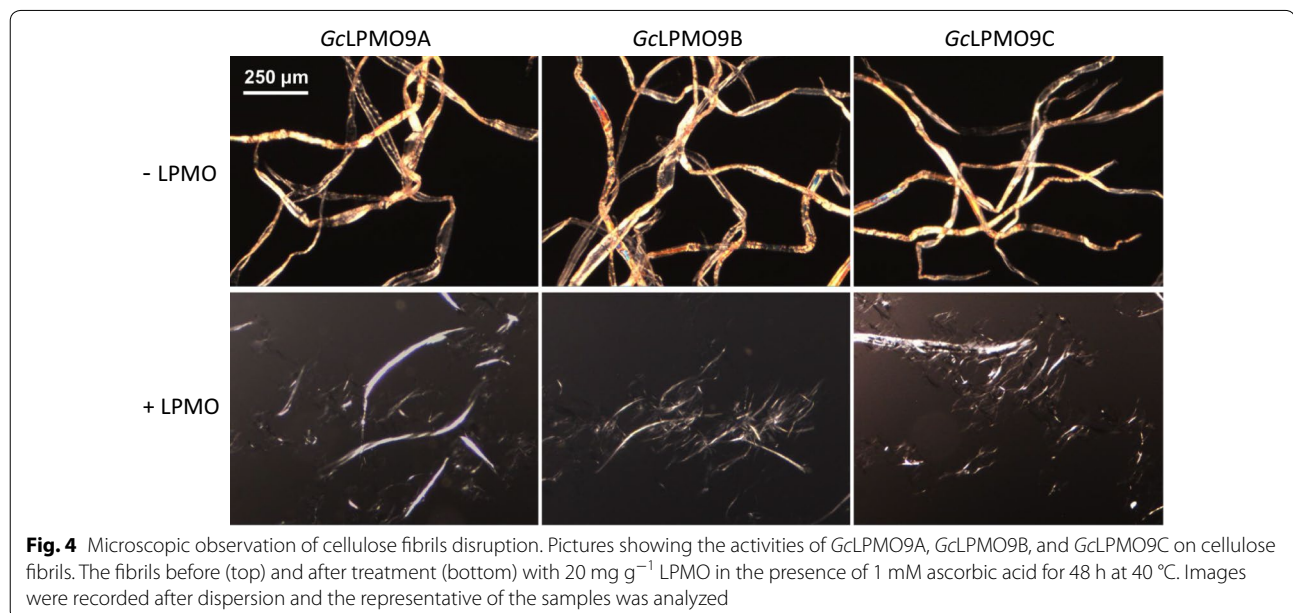 GcLPMO9A GcLPMO9B GcLPMO9C
250 µm
- LPMO
+ LPMO
Fig. 4 Microscopic observation of cellulose fibrils disruption. Pictures showing the activities of GcLPMO9A, GcLPMO9B, and GcLPMO9C on cellulose
fibrils. The fibrils before (top) and after treatment (bottom) with 20 mg g⁻¹ LPMO in the presence of 1 mM ascorbic acid for 48 h at 40 °C. Images
were recorded after dispersion and the representative of the samples was analyzed